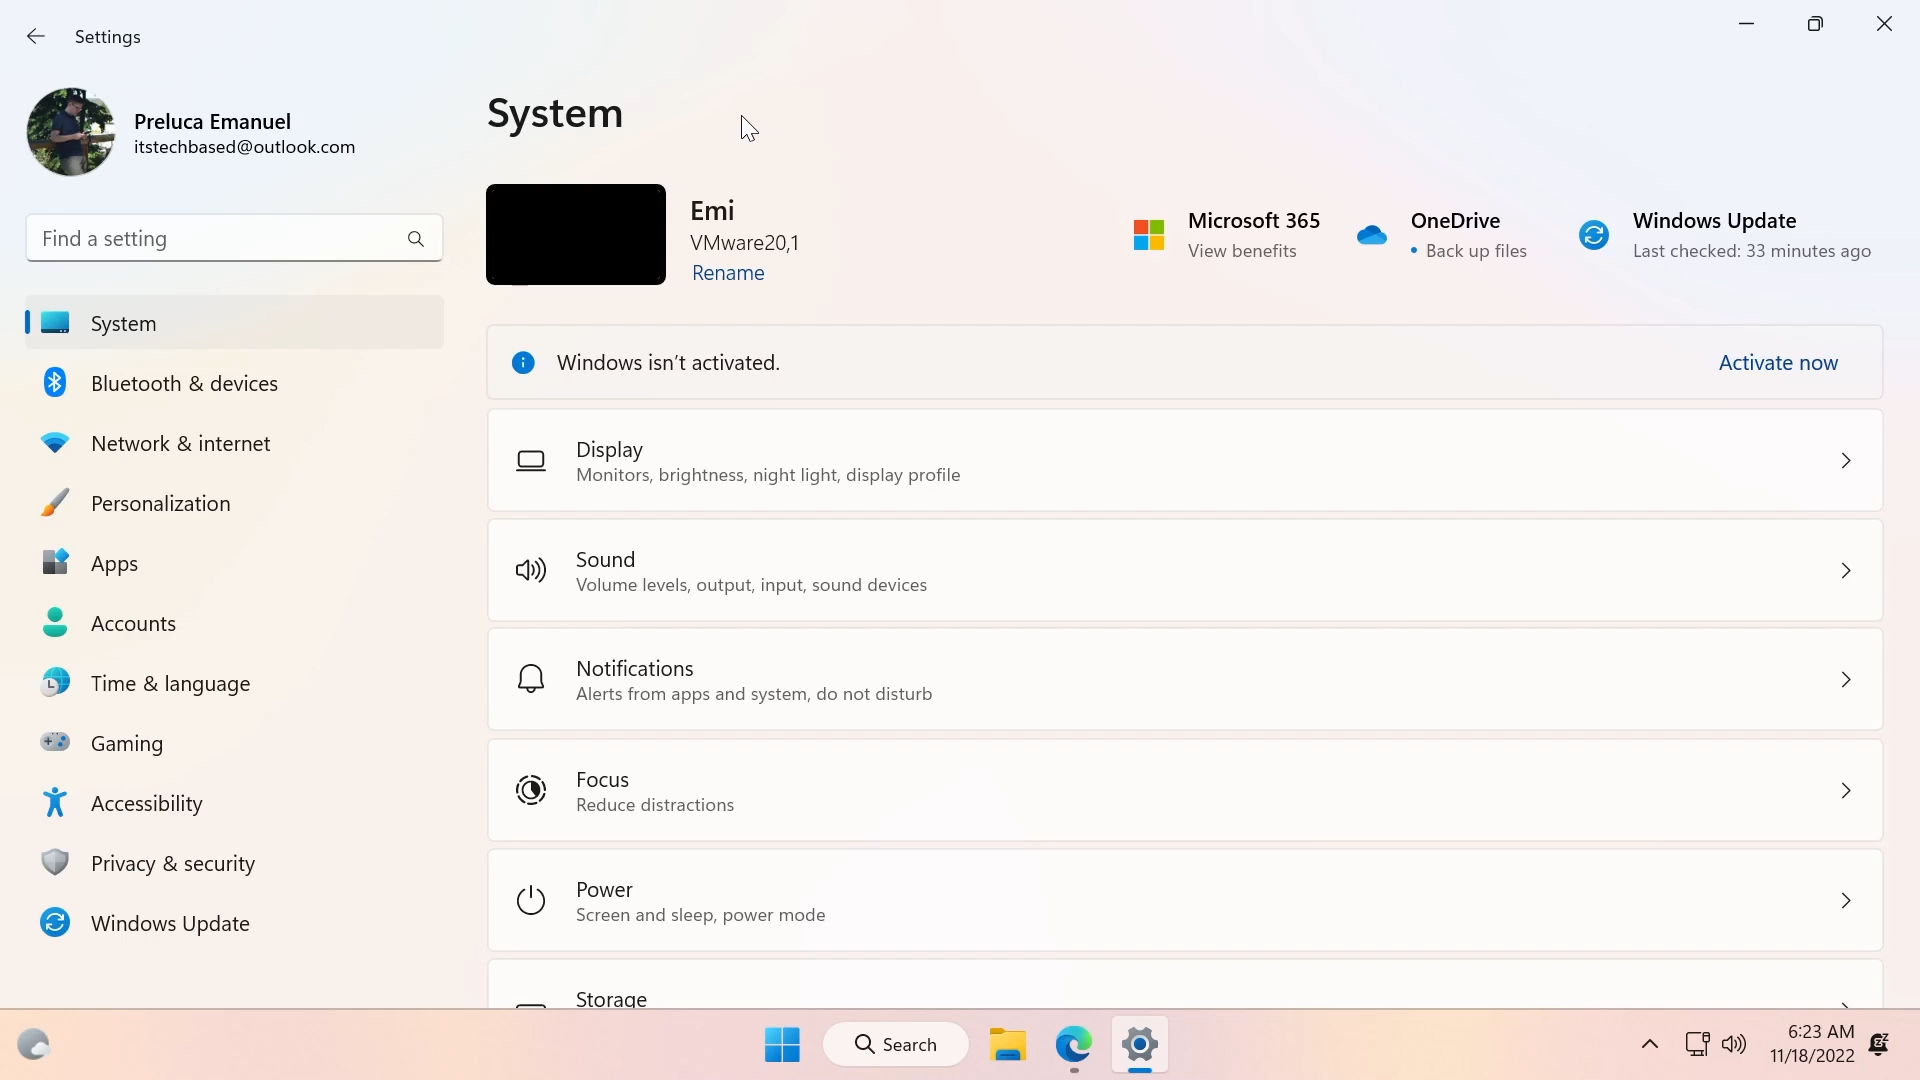 Settings
Preluca Emanuel
itstechbased@outlook.com
Find a setting
System
Bluetooth & devices
Network & internet
Personalization
Apps
Accounts
Time & language
Gaming
Accessibility
Privacy & security
Windows Update
System
Emi
VMware20,1
Rename
Microsoft 365
View benefits
OneDrive
• Back up files
Windows Update
Last checked: 33 minutes ago
Windows isn't activated.
Activate now
Display
Monitors, brightness, night light, display profile
Sound
Volume levels, output, input, sound devices
Notifications
Alerts from apps and system, do not disturb
Focus
Reduce distractions
Power
Screen and sleep, power mode
Storage
Search
6:23 AM
11/18/2022